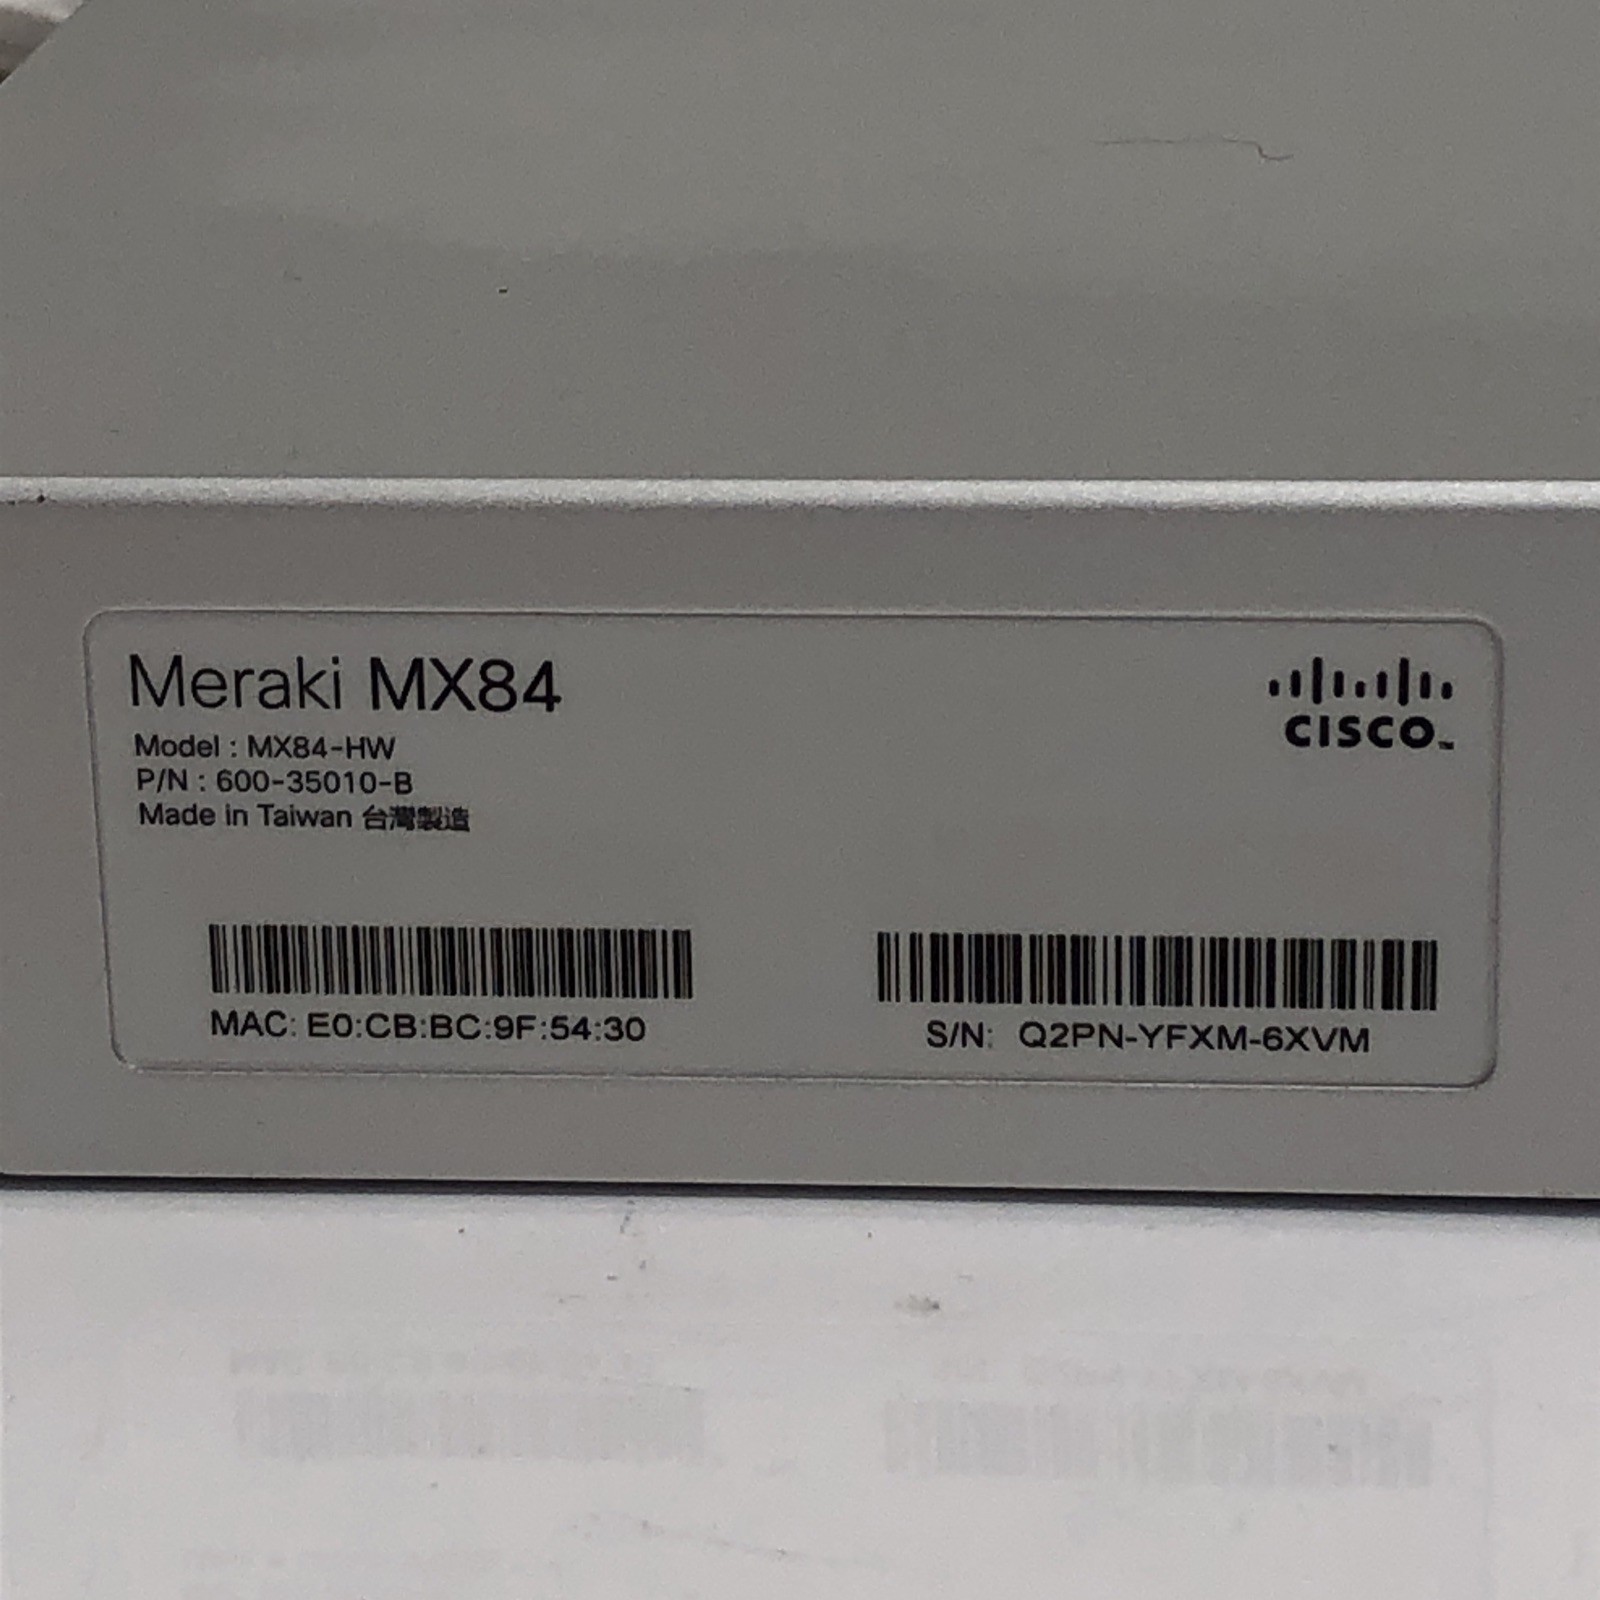 Meraki MX84
CISCO™
Model : MX84-HW
P/N : 600-35010-B
Made in Taiwan 台灣製造
MAC: E0:CB:BC:9F:54:30
S/N: Q2PN-YFXM-6XVM